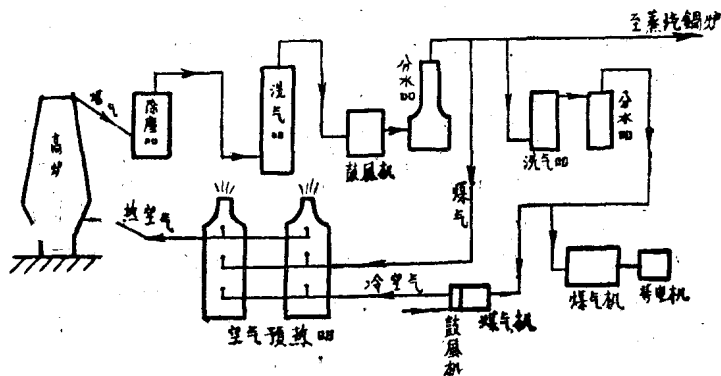 至蒸汽锅炉
煤气
除尘器
洗气器
鼓风机
分水器
洗气器
分水器
高炉
热空气
煤气
冷空气
空气预热器
鼓风机
煤气机
煤气机
发电机